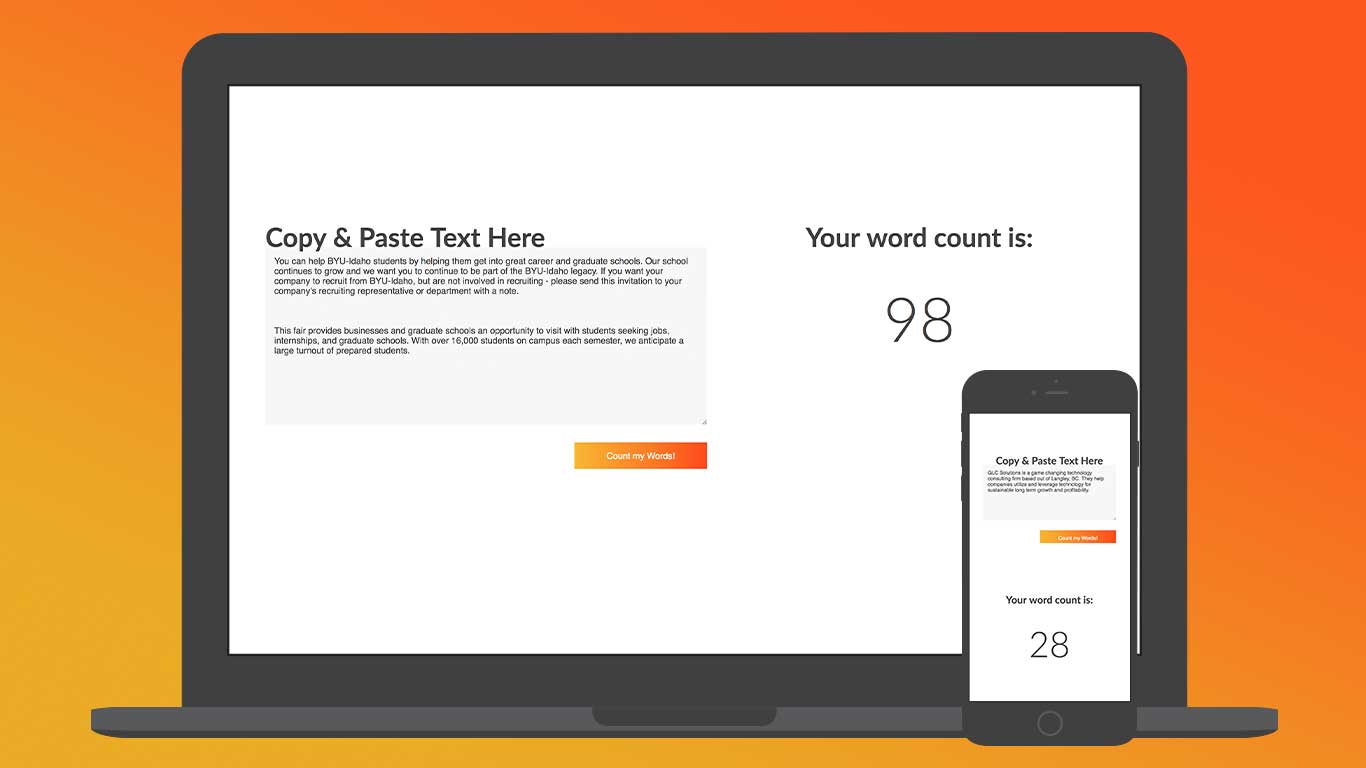 Copy & Paste Text Here
You can help BYU-Idaho students by helping them get into great career and graduate schools. Our school
continues to grow and we want you to continue to be part of the BYU-Idaho legacy. If you want your
company to recruit from BYU-Idaho, but are not involved in recruiting - please send this invitation to your
company's recruiting representative or department with a note.
This fair provides businesses and graduate schools an opportunity to visit with students seeking jobs,
internships, and graduate schools. With over 16,000 students on campus each semester, we anticipate a
large turnout of prepared students.
Count my Words!
Your word count is:
98
Copy & Paste Text Here
GLC Solutions is a game changing technology
consulting firm based out of Langley, BC. They help
companies utilize and leverage technology for
sustainable long term growth and profitability.
Count my Words!
Your word count is:
28